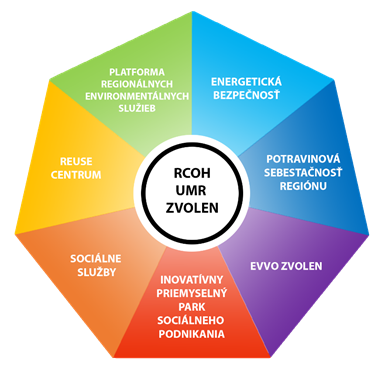 PLATFORMA
REGIONÁLNYCH
ENVIRONMENTÁLNYCH
SLUŽIEB
ENERGETICKÁ
BEZPEČNOSŤ
REUSE
CENTRUM
RCOH
UMR
ZVOLEN
POTRAVINOVÁ
SEBESTAČNOSŤ
REGIÓNU
SOCIÁLNE
SLUŽBY
EVVO ZVOLEN
INOVATÍVNY
PRIEMYSELNÝ
PARK
SOCIÁLNEHO
PODNIKANIA